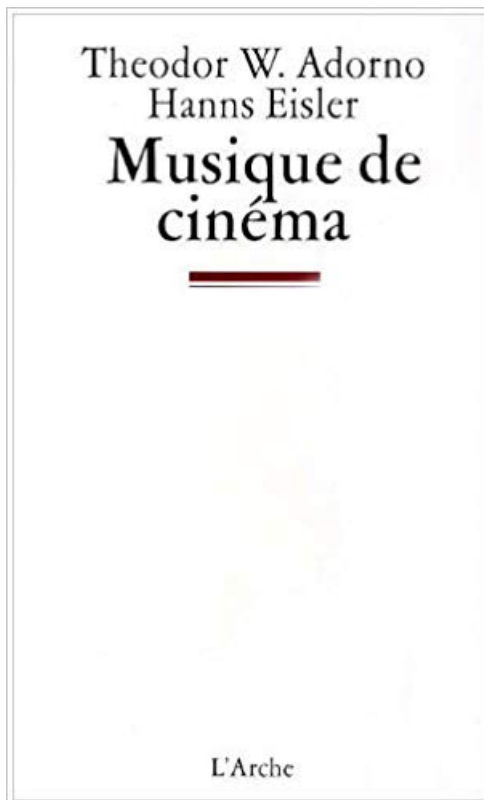 Theodor W. Adorno
Hanns Eisler
Musique de
cinéma
L'Arche